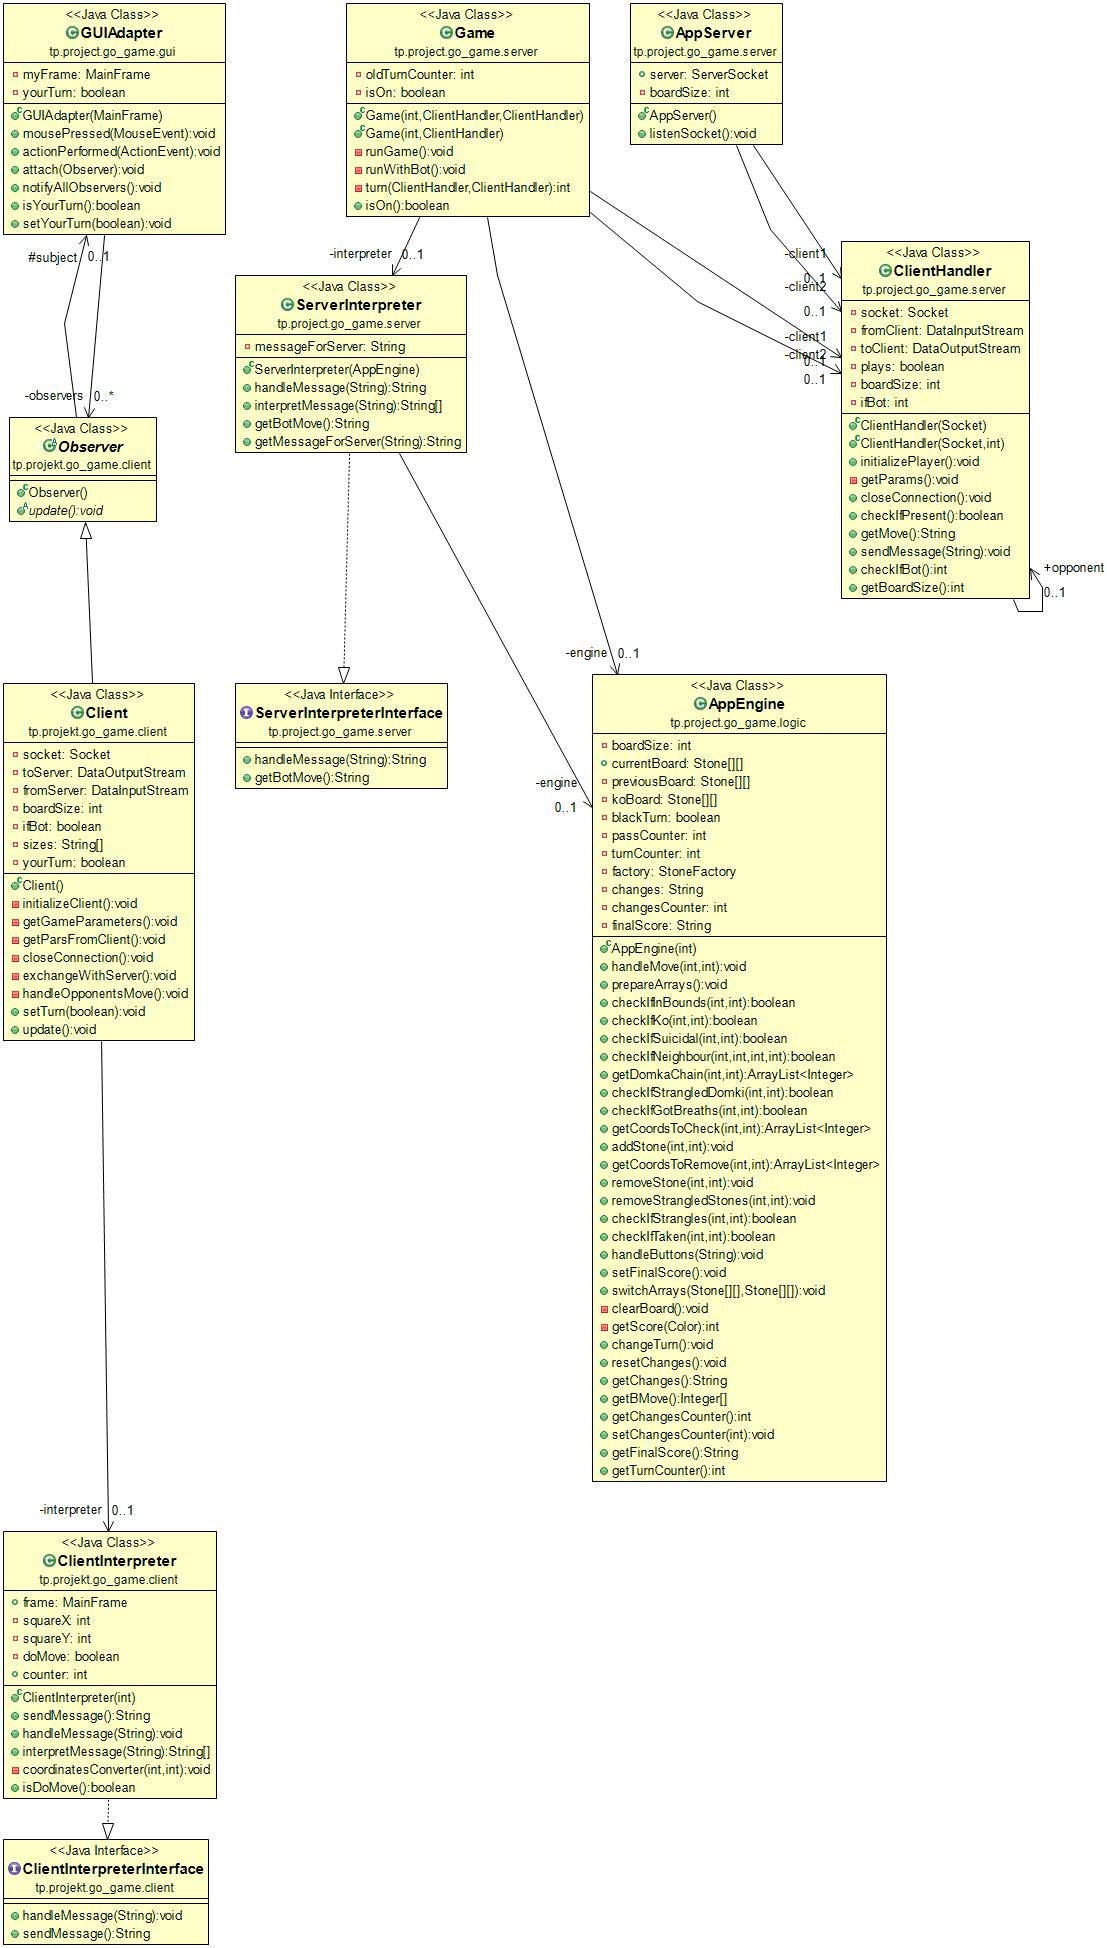 <<Java Class>>
GUIAdapter
tp.project.go_game.gui
myFrame: MainFrame
yourTurn: boolean
GUIAdapter(MainFrame)
mousePressed(MouseEvent):void
actionPerformed(ActionEvent):void
attach(Observer):void
notifyAllObservers():void
isYourTurn():boolean
setYourTurn(boolean):void
<<Java Class>>
Game
tp.project.go_game.server
oldTurnCounter: int
isOn: boolean
Game(int,ClientHandler,ClientHandler)
Game(int,ClientHandler)
runGame():void
runWithBot():void
turn(ClientHandler,ClientHandler):int
isOn():boolean
<<Java Class>>
AppServer
tp.project.go_game.server
server: ServerSocket
boardSize: int
AppServer()
listenSocket():void
#subject 0..1
-observers 0..*
-interpreter 0..1
-client1
0..1
-client2
0..1
-client1
-client2
0..1
0..1
<<Java Class>>
ClientHandler
tp.project.go_game.server
socket: Socket
fromClient: DataInputStream
toClient: DataOutputStream
plays: boolean
boardSize: int
ifBot: int
ClientHandler(Socket)
ClientHandler(Socket,int)
initializePlayer():void
getParams():void
closeConnection():void
checkIfPresent():boolean
getMove():String
sendMessage(String):void
checkIfBot():int
getBoardSize():int
+opponent
0..1
<<Java Class>>
ServerInterpreter
tp.project.go_game.server
messageForServer: String
ServerInterpreter(AppEngine)
handleMessage(String):String
interpretMessage(String):String[]
getBotMove():String
getMessageForServer(String):String
<<Java Class>>
Observer
tp.projekt.go_game.client
Observer()
update():void
<<Java Class>>
Client
tp.projekt.go_game.client
socket: Socket
toServer: DataOutputStream
fromServer: DataInputStream
boardSize: int
ifBot: boolean
sizes: String[]
yourTurn: boolean
Client()
initializeClient():void
getGameParameters():void
getParsFromClient():void
closeConnection():void
exchangeWithServer():void
handleOpponentsMove():void
setTurn(boolean):void
update():void
<<Java Interface>>
ServerInterpreterInterface
tp.project.go_game.server
handleMessage(String):String
getBotMove():String
-engine 0..1
-engine
0..1
<<Java Class>>
AppEngine
tp.project.go_game.logic
boardSize: int
currentBoard: Stone[][]
previousBoard: Stone[][]
koBoard: Stone[][]
blackTurn: boolean
passCounter: int
turnCounter: int
factory: StoneFactory
changes: String
changesCounter: int
finalScore: String
AppEngine(int)
handleMove(int,int):void
prepareArrays():void
checkIfInBounds(int,int):boolean
checkIfKo(int,int):boolean
checkIfSuicidal(int,int):boolean
checkIfNeighbour(int,int,int,int):boolean
getDomkaChain(int,int):ArrayList<Integer>
checkIfStrangledDomki(int,int):boolean
checkIfGotBreaths(int,int):boolean
getCoordsToCheck(int,int):ArrayList<Integer>
addStone(int,int):void
getCoordsToRemove(int,int):ArrayList<Integer>
removeStone(int,int):void
removeStrangledStones(int,int):void
checkIfStrangles(int,int):boolean
checkIfTaken(int,int):boolean
handleButtons(String):void
setFinalScore():void
switchArrays(Stone[][],Stone[][]):void
clearBoard():void
getScore(Color):int
changeTurn():void
resetChanges():void
getChanges():String
getBMove():Integer[]
getChangesCounter():int
setChangesCounter(int):void
getFinalScore():String
getTurnCounter():int
-interpreter 0..1
<<Java Class>>
ClientInterpreter
tp.projekt.go_game.client
frame: MainFrame
squareX: int
squareY: int
doMove: boolean
counter: int
ClientInterpreter(int)
sendMessage():String
handleMessage(String):void
interpretMessage(String):String[]
coordinatesConverter(int,int):void
isDoMove():boolean
<<Java Interface>>
ClientInterpreterInterface
tp.projekt.go_game.client
handleMessage(String):void
sendMessage():String